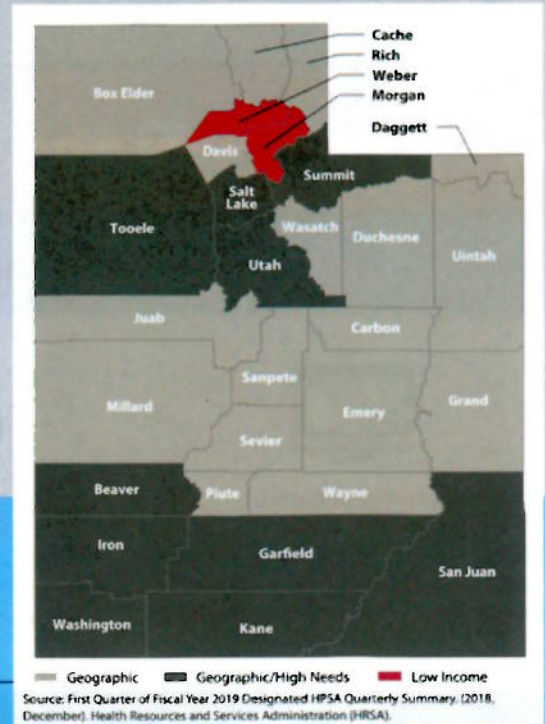 Cache
Rich
Weber
Morgan
Daggett
Box Elder
Davis
Summit
Salt
Lake
Tooele
Wasatch
Duchesne
Uintah
Utah
Juab
Carbon
Sanpete
Millard
Emery
Grand
Sevier
Beaver
Piute
Wayne
Iron
Garfield
San Juan
Washington
Kane
Geographic
Geographic/High Needs
Low Income
Source: First Quarter of Fiscal Year 2019 Designated HPSA Quarterly Summary. (2018,
December). Health Resources and Services Administration (HRSA).